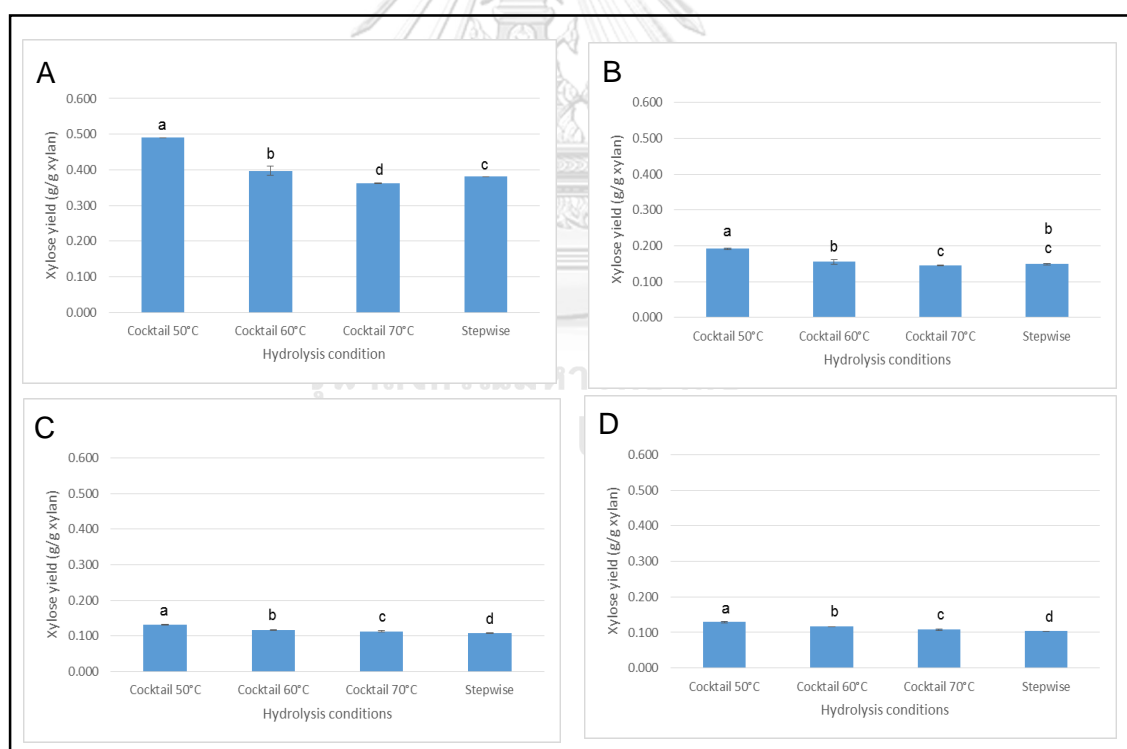 A
0.600
0.500
0.400
0.300
0.200
0.100
0.000
Xylose yield (g/g xylan)
a
b
d
c
Cocktail 50°C
Cocktail 60°C
Cocktail 70°C
Stepwise
Hydrolysis condition
B
0.600
0.500
0.400
0.300
0.200
0.100
0.000
Xylose yield (g/g xylan)
a
b
c
b
c
Cocktail 50°C
Cocktail 60°C
Cocktail 70°C
Stepwise
Hydrolysis conditions
C
0.600
0.500
0.400
0.300
0.200
0.100
0.000
Xylose yield (g/g xylan)
a
b
c
d
Cocktail 50°C
Cocktail 60°C
Cocktail 70°C
Stepwise
Hydrolysis conditions
D
0.600
0.500
0.400
0.300
0.200
0.100
0.000
Xylose yield (g/g xylan)
a
b
c
d
Cocktail 50°C
Cocktail 60°C
Cocktail 70°C
Stepwise
Hydrolysis conditions